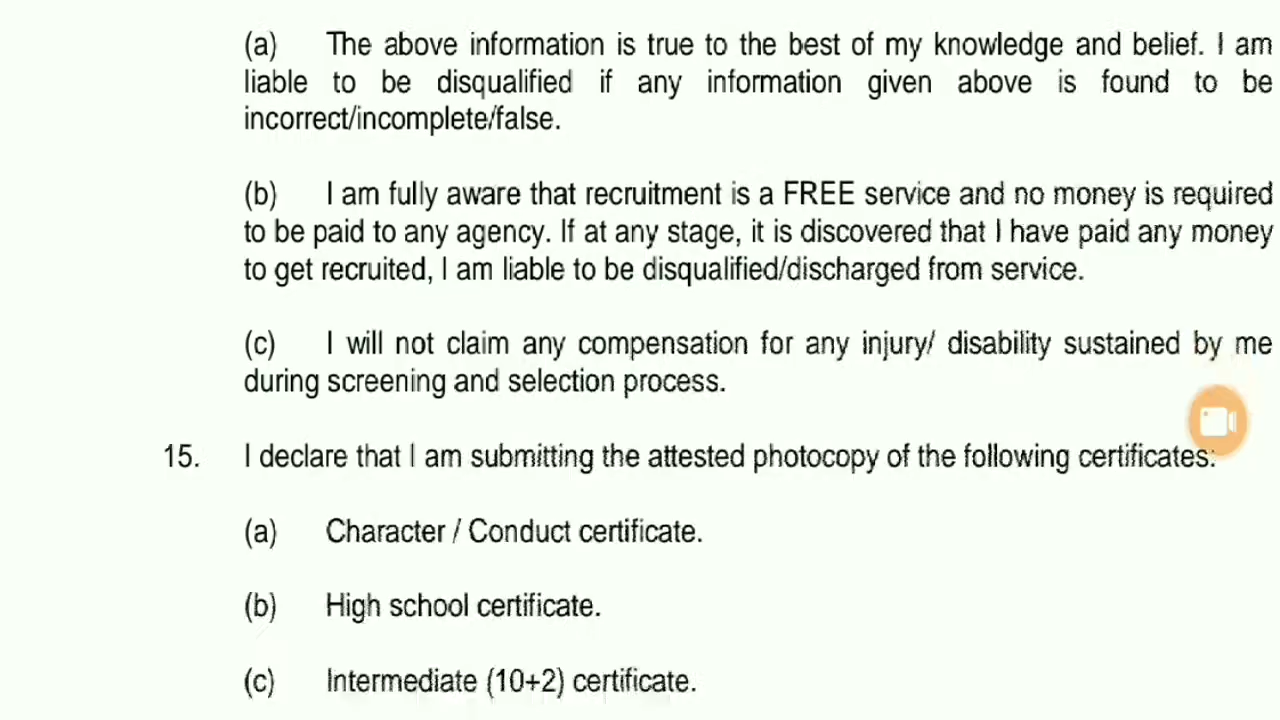 (a) The above information is true to the best of my knowledge and belief. I am
liable to be disqualified if any information given above is found to be
incorrect/incomplete/false.
(b) I am fully aware that recruitment is a FREE service and no money is required
to be paid to any agency. If at any stage, it is discovered that I have paid any money
to get recruited, I am liable to be disqualified/discharged from service.
(c) I will not claim any compensation for any injury/ disability sustained by me
during screening and selection process.
15. I declare that I am submitting the attested photocopy of the following certificates:
(a) Character / Conduct certificate.
(b) High school certificate.
(c) Intermediate (10+2) certificate.